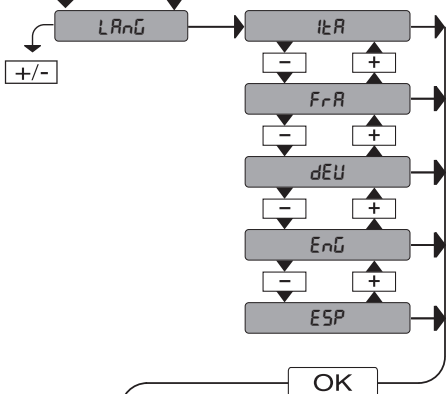 LAnG ItA
+/-
- +
FrA
- +
dEU
- +
EnG
- +
ESP
OK